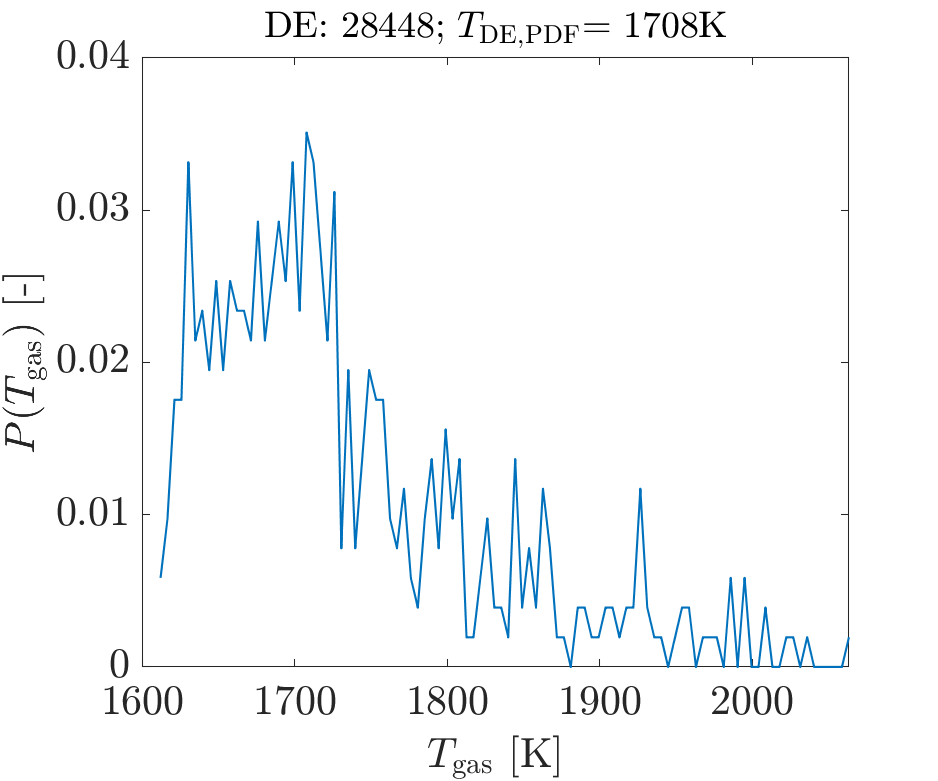 DE: 28448; T_DE,PDF= 1708K
0.04
0.03
0.02
0.01
0
P(T_gas) [-]
1600 1700 1800 1900 2000
T_gas [K]